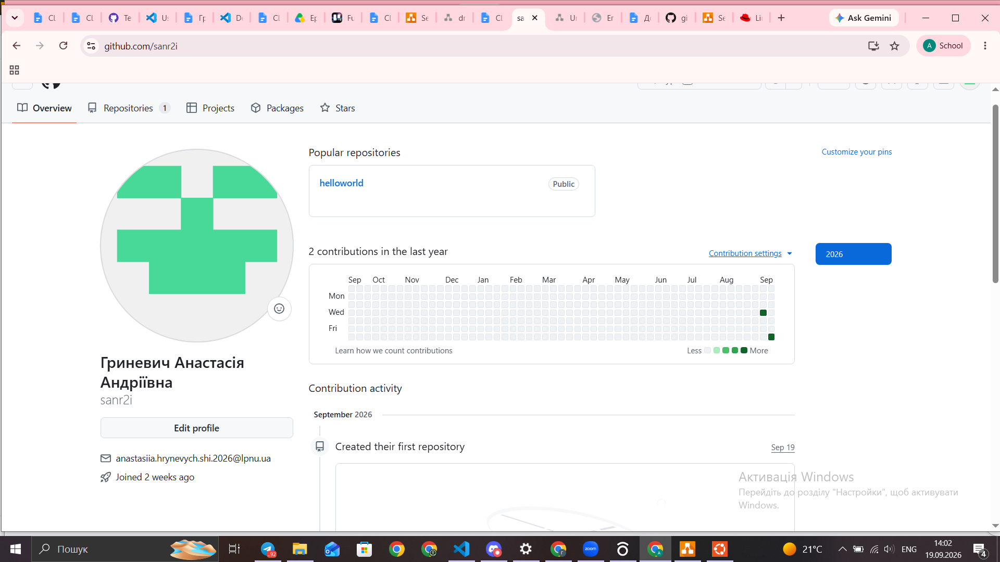 Cl
Cl
Te
Us
Гр
De
Cl
Ep
Fu
Cl
Se
dr
Cl
sa
Ur
Er
До
gi
Se
Lin
Ask Gemini
github.com/sanr2i
A
School
Overview
Repositories 1
Projects
Packages
Stars
Popular repositories
Customize your pins
helloworld
Public
2 contributions in the last year
Contribution settings
2026
Sep Oct Nov Dec Jan Feb Mar Apr May Jun Jul Aug Sep
Mon
Wed
Fri
Learn how we count contributions
Less
More
Гриневич Анастасія
Андріївна
sanr2i
Edit profile
anastasiia.hrynevych.shi.2026@lpnu.ua
Joined 2 weeks ago
Contribution activity
September 2026
Created their first repository
Sep 19
Активація Windows
Перейдіть до розділу "Настройки", щоб активувати
Windows.
Пошук
..92
zoom
21°C
ENG
14:02
19.09.2026
4